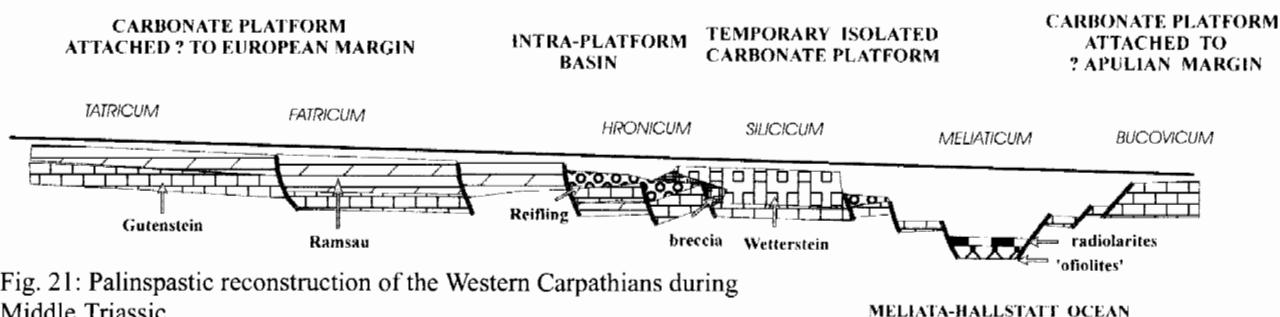 CARBONATE PLATFORM
ATTACHED ? TO EUROPEAN MARGIN
INTRA-PLATFORM
BASIN
TEMPORARY ISOLATED
CARBONATE PLATFORM
CARBONATE PLATFORM
ATTACHED TO
? APULIAN MARGIN
TATRICUM
FATRICUM
HRONICUM
SILICICUM
MELIATICUM
BUCOVICUM
Gutenstein
Ramsau
Reifling
breccia
Wetterstein
radiolarites
'ofiolites'
Fig. 21: Palinspastic reconstruction of the Western Carpathians during
Middle Triassic
MELIATA-HALLSTATT OCEAN